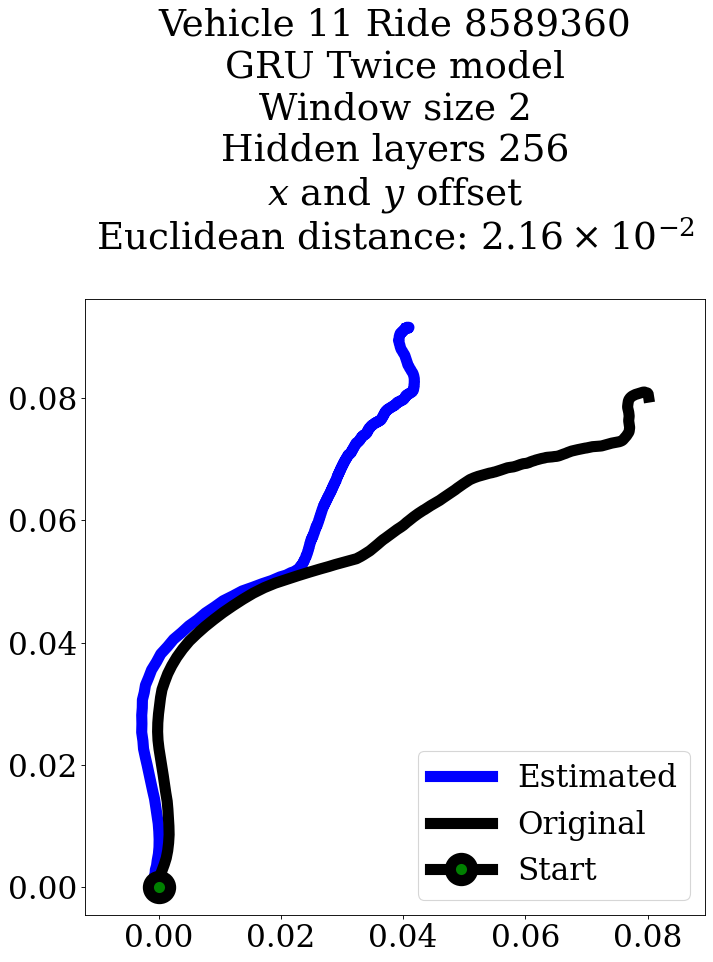 Vehicle 11 Ride 8589360
GRU Twice model
Window size 2
Hidden layers 256
x and y offset
Euclidean distance: 2.16 × 10⁻²
0.08
0.06
0.04
0.02
0.00
Estimated
Original
Start
0.00 0.02 0.04 0.06 0.08